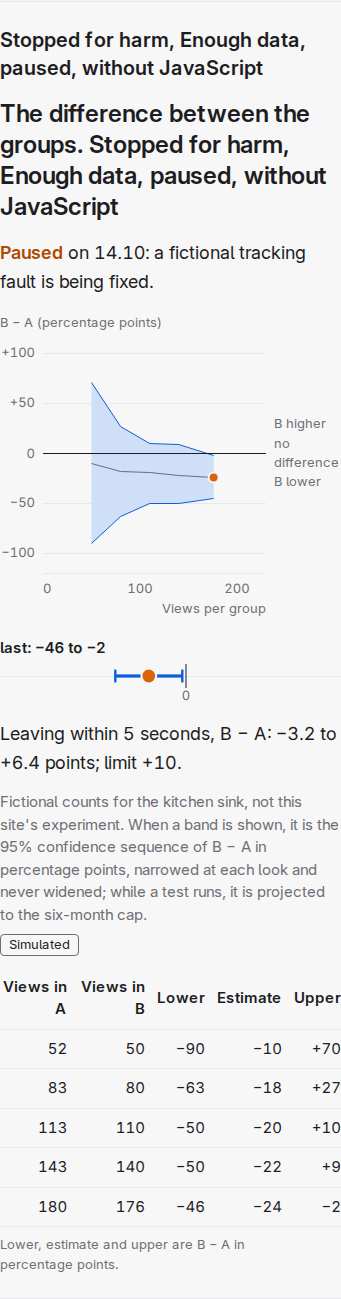 Stopped for harm, Enough data,
paused, without JavaScript
The difference between the
groups. Stopped for harm,
Enough data, paused, without
JavaScript
Paused on 14.10: a fictional tracking
fault is being fixed.
B − A (percentage points)
+100
+50
0
−50
−100
B higher
no
difference
B lower
0 100 200
Views per group
last: −46 to −2
0
Leaving within 5 seconds, B − A: −3.2 to
+6.4 points; limit +10.
Fictional counts for the kitchen sink, not this
site's experiment. When a band is shown, it is the
95% confidence sequence of B − A in
percentage points, narrowed at each look and
never widened; while a test runs, it is projected
to the six-month cap.
Simulated
Views in A Views in B Lower Estimate Upper
52 50 −90 −10 +70
83 80 −63 −18 +27
113 110 −50 −20 +10
143 140 −50 −22 +9
180 176 −46 −24 −2
Lower, estimate and upper are B − A in
percentage points.